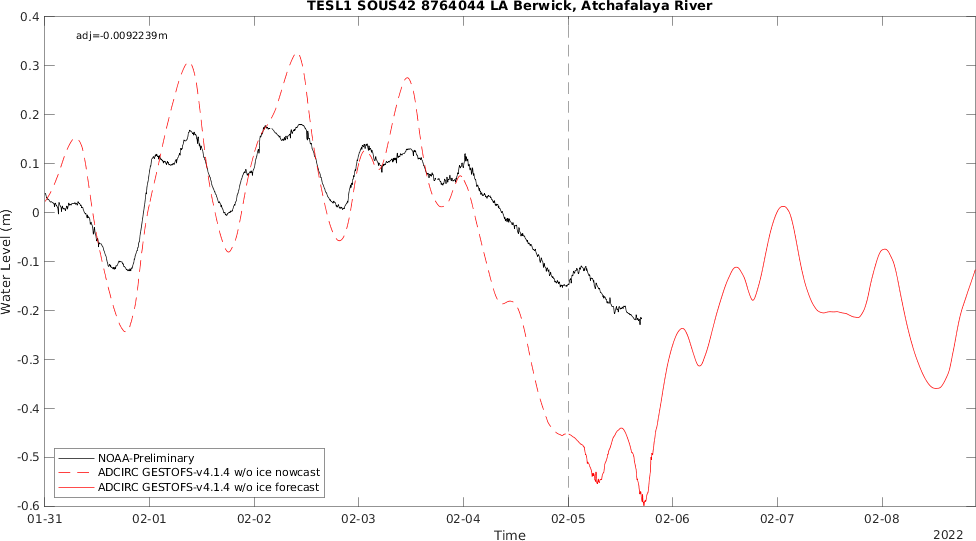 TESL1 SOUS42 8764044 LA Berwick, Atchafalaya River
adj=-0.0092239m
0.4
0.3
0.2
0.1
0
-0.1
-0.2
-0.3
-0.4
-0.5
-0.6
Water Level (m)
NOAA-Preliminary
ADCIRC GESTOFS-v4.1.4 w/o ice nowcast
ADCIRC GESTOFS-v4.1.4 w/o ice forecast
01-31 02-01 02-02 02-03 02-04 02-05 02-06 02-07 02-08
Time
2022